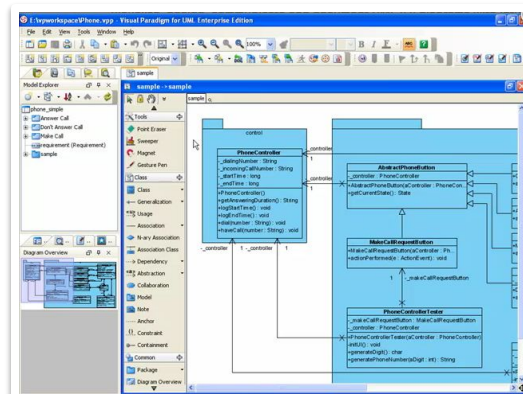 E:\vpworkspace\Phone.vpp - Visual Paradigm for UML Enterprise Edition
File Edit View Tools Window Help
100%
B I
Original
Model Explorer
phone_simple
Answer Call
Don't Answer Call
Make Call
requirement (Requirement)
sample
Diagram Overview
sample
sample ->sample
sample
Tools
Point Eraser
Sweeper
Magnet
Gesture Pen
Class
Class
Generalization
Usage
Association
N-ary Association
Association Class
Dependency
Abstraction
Collaboration
Model
Note
Anchor
Constraint
Containment
Common
Package
Diagram Overview
control
PhoneController
-_dialingNumber : String
-_incomingCallNumber : String
-_startTime : long
-_endTime : long
+PhoneController()
+getAnsweringDuration() : String
+logStartTime() : void
+logEndTime() : void
+dial(number : String) : void
+haveCall(number : String) : void
-_controller
1
-_controller
1
-_controller
1
-_controller
1
AbstractPhoneButton
-_controller : PhoneController
+AbstractPhoneButton(aController : PhoneCon...
+getCurrentState() : State
MakeCallRequestButton
+MakeCallRequestButton(aController : Ph...
+actionPerformed(e : ActionEvent) : void
1
-_makeCallRequestButton
PhoneControllerTester
-_makeCallRequestButton : MakeCallRequestButton
-_controller : PhoneController
+PhoneControllerTester(aController : PhoneCon...
-initUI() : void
+generateDigit() : char
+generatePhoneNumber(aDigit : int) : String